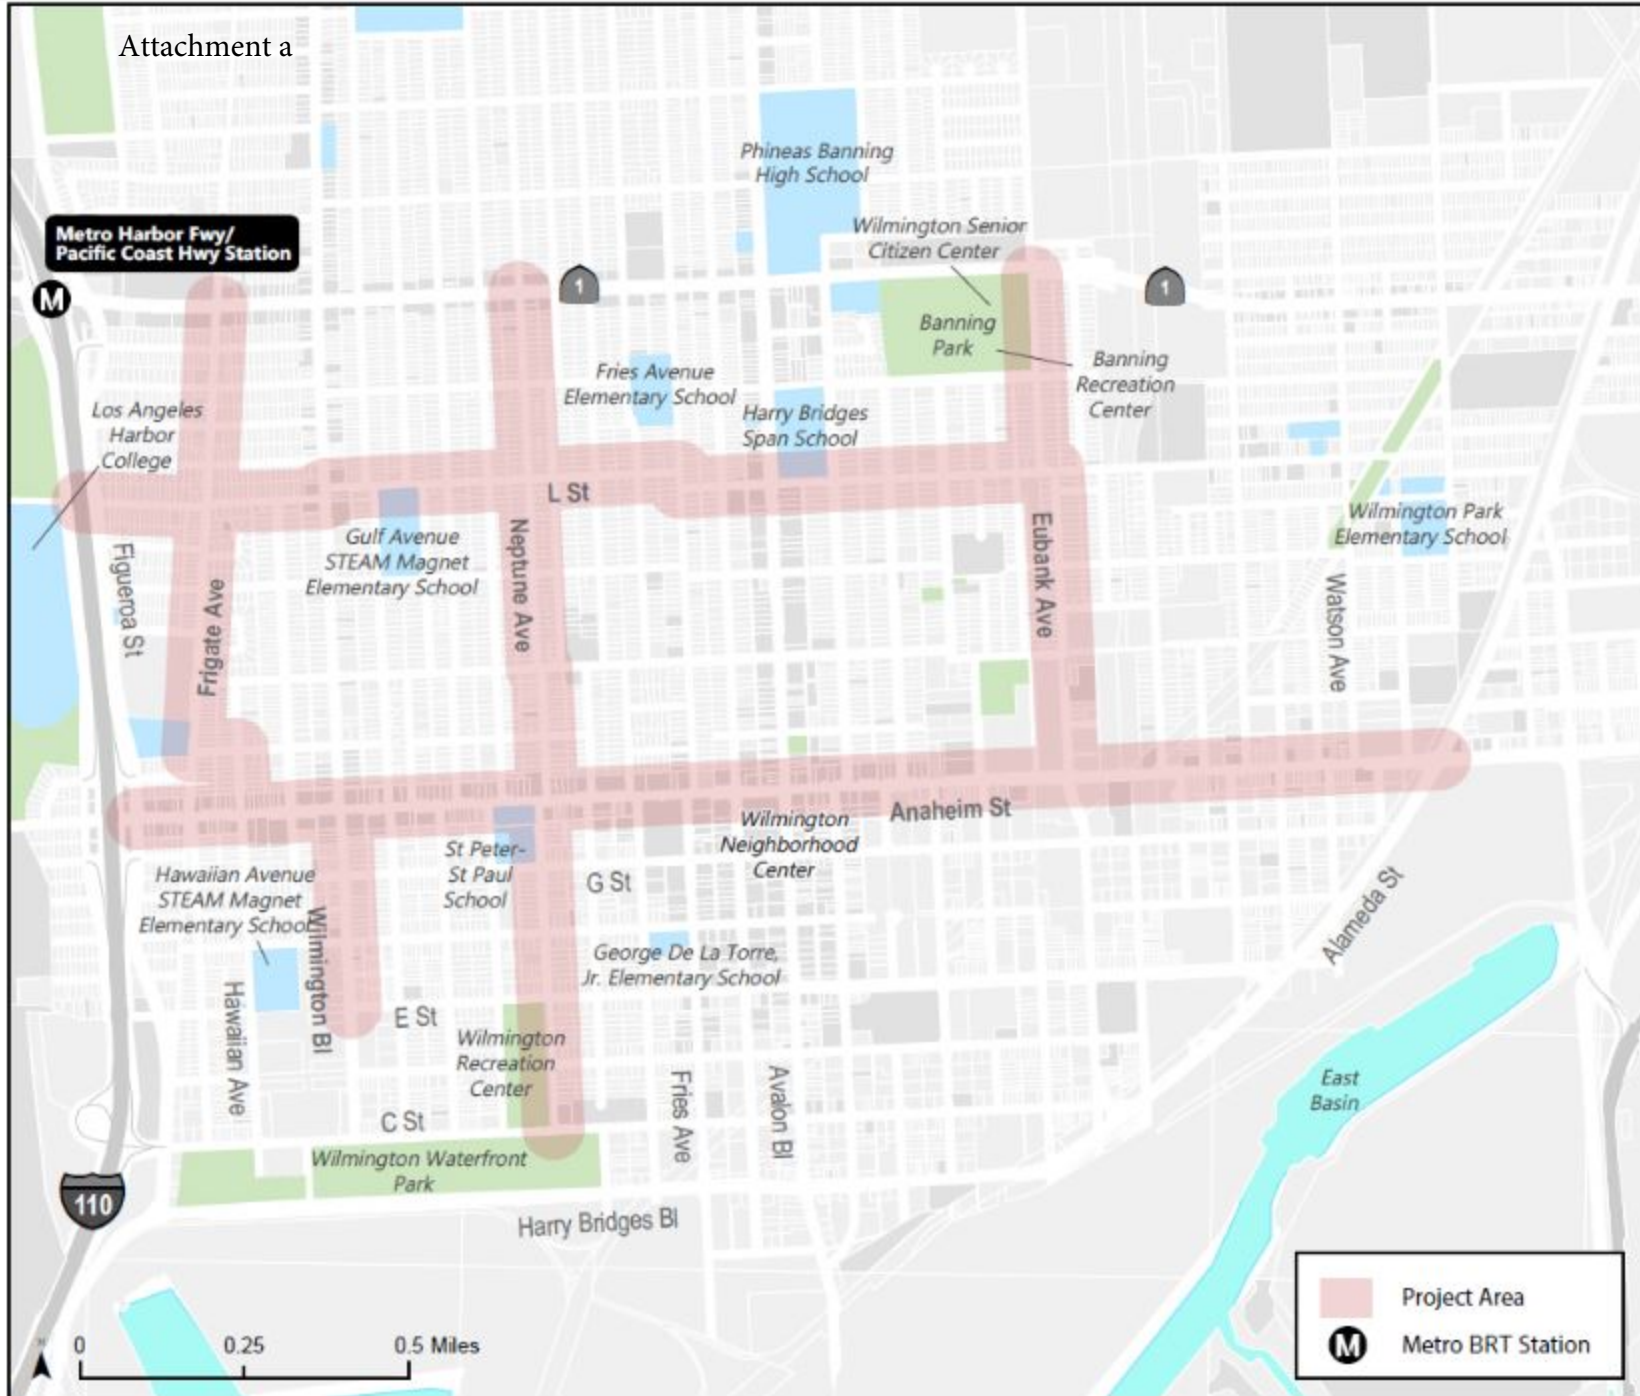 Attachment a
Phineas Banning
High School
Wilmington Senior
Citizen Center
Metro Harbor Fwy/
Pacific Coast Hwy Station
M
1
1
Banning
Park
Banning
Recreation
Center
Fries Avenue
Elementary School
Harry Bridges
Span School
Los Angeles
Harbor
College
L St
Gulf Avenue
STEAM Magnet
Elementary School
Wilmington Park
Elementary School
Figueroa St
Frigate Ave
Neptune Ave
Eubank Ave
Watson Ave
Anaheim St
Wilmington
Neighborhood
Center
St Peter-
St Paul
School
G St
Hawaiian Avenue
STEAM Magnet
Elementary School
Wilmington Bl
Alameda St
George De La Torre,
Jr. Elementary School
Hawaiian Ave
E St
Wilmington
Recreation
Center
Fries Ave
Avalon Bl
East
Basin
C St
Wilmington Waterfront
Park
110
Harry Bridges Bl
Project Area
M
Metro BRT Station
N
0
0.25
0.5 Miles